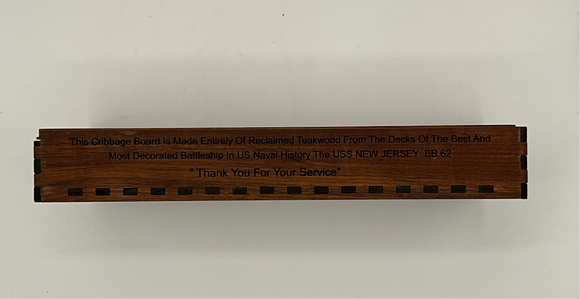 This Cribbage Board Is Made Entirely Of Reclaimed Teakwood From The Decks Of The Best And
Most Decorated Battleship In US Naval History The USS NEW JERSEY BB 62
" Thank You For Your Service"